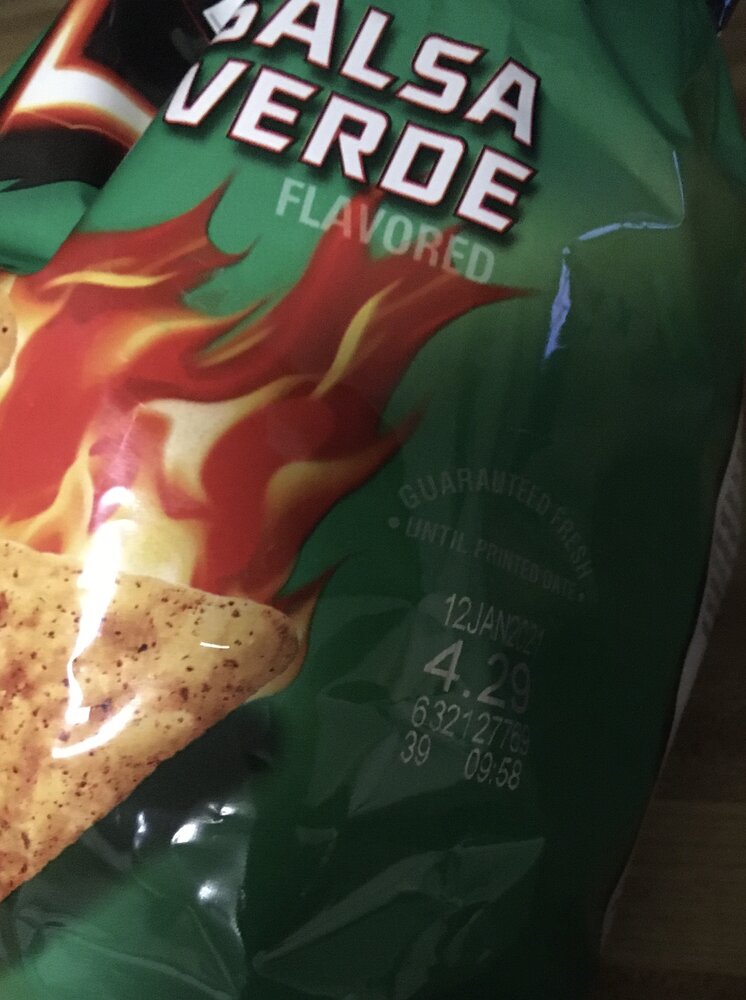 SALSA
VERDE
FLAVORED
GUARANTEED FRESH
• UNTIL PRINTED DATE •
12JAN2021
4.29
632127769
39 09:58